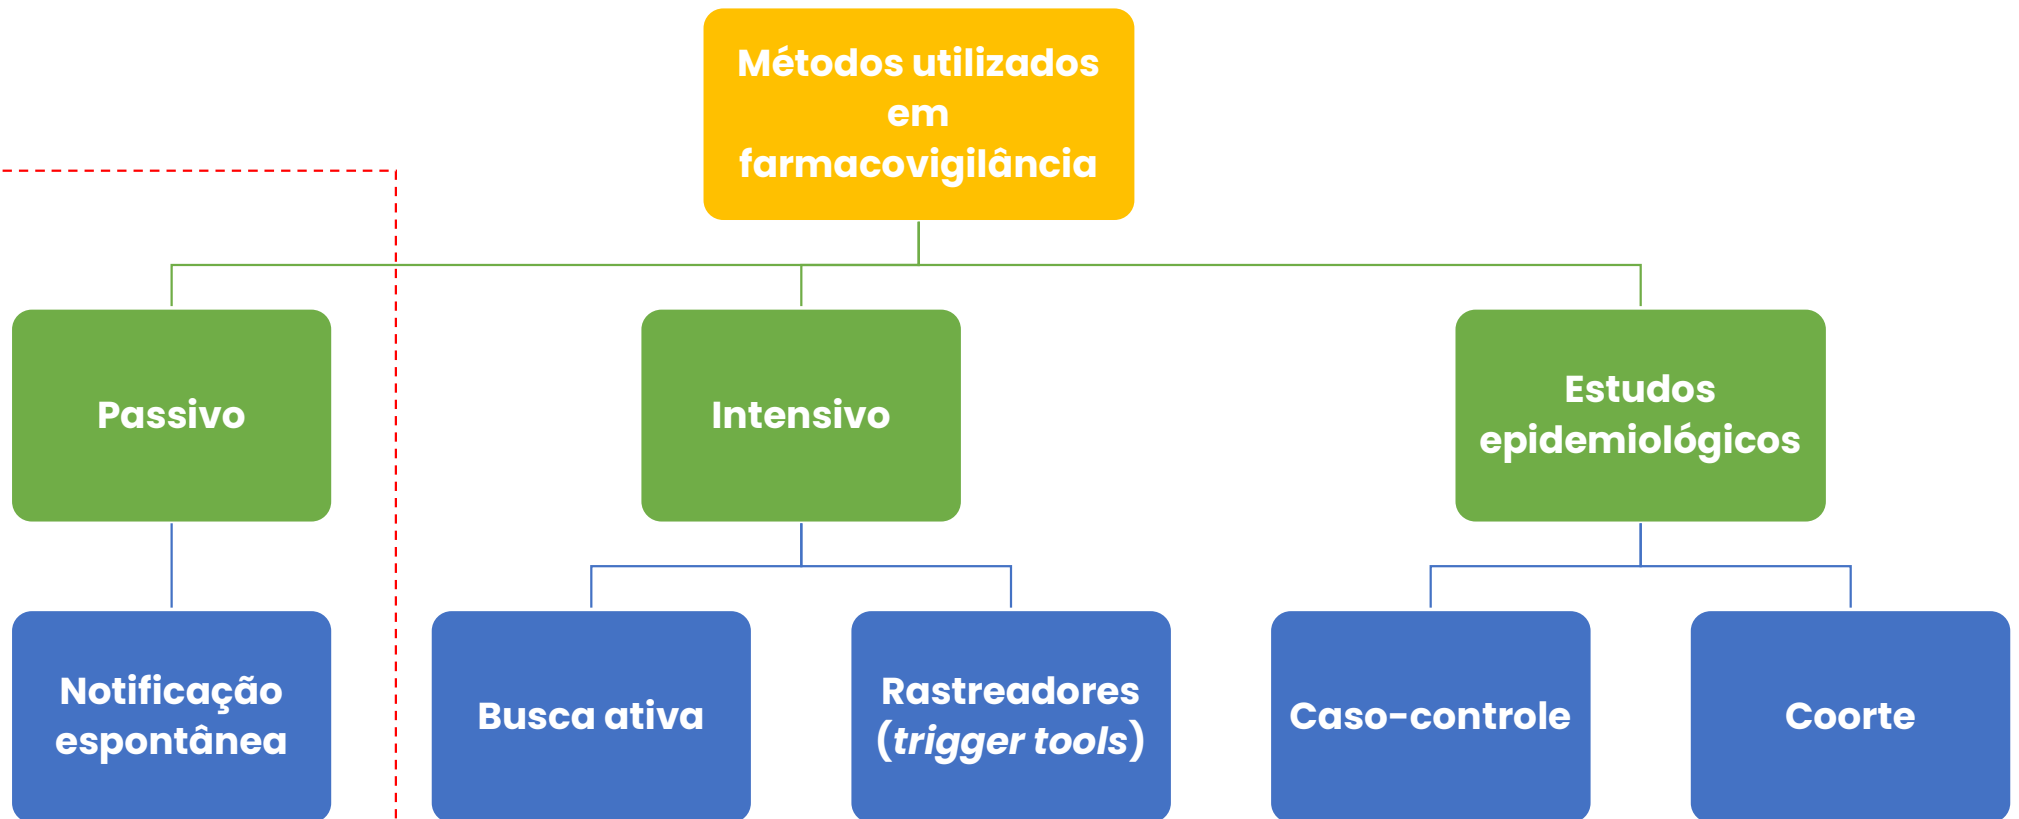 Métodos utilizados
em
farmacovigilância
Passivo
Intensivo
Estudos
epidemiológicos
Notificação
espontânea
Busca ativa
Rastreadores
(trigger tools)
Caso-controle
Coorte